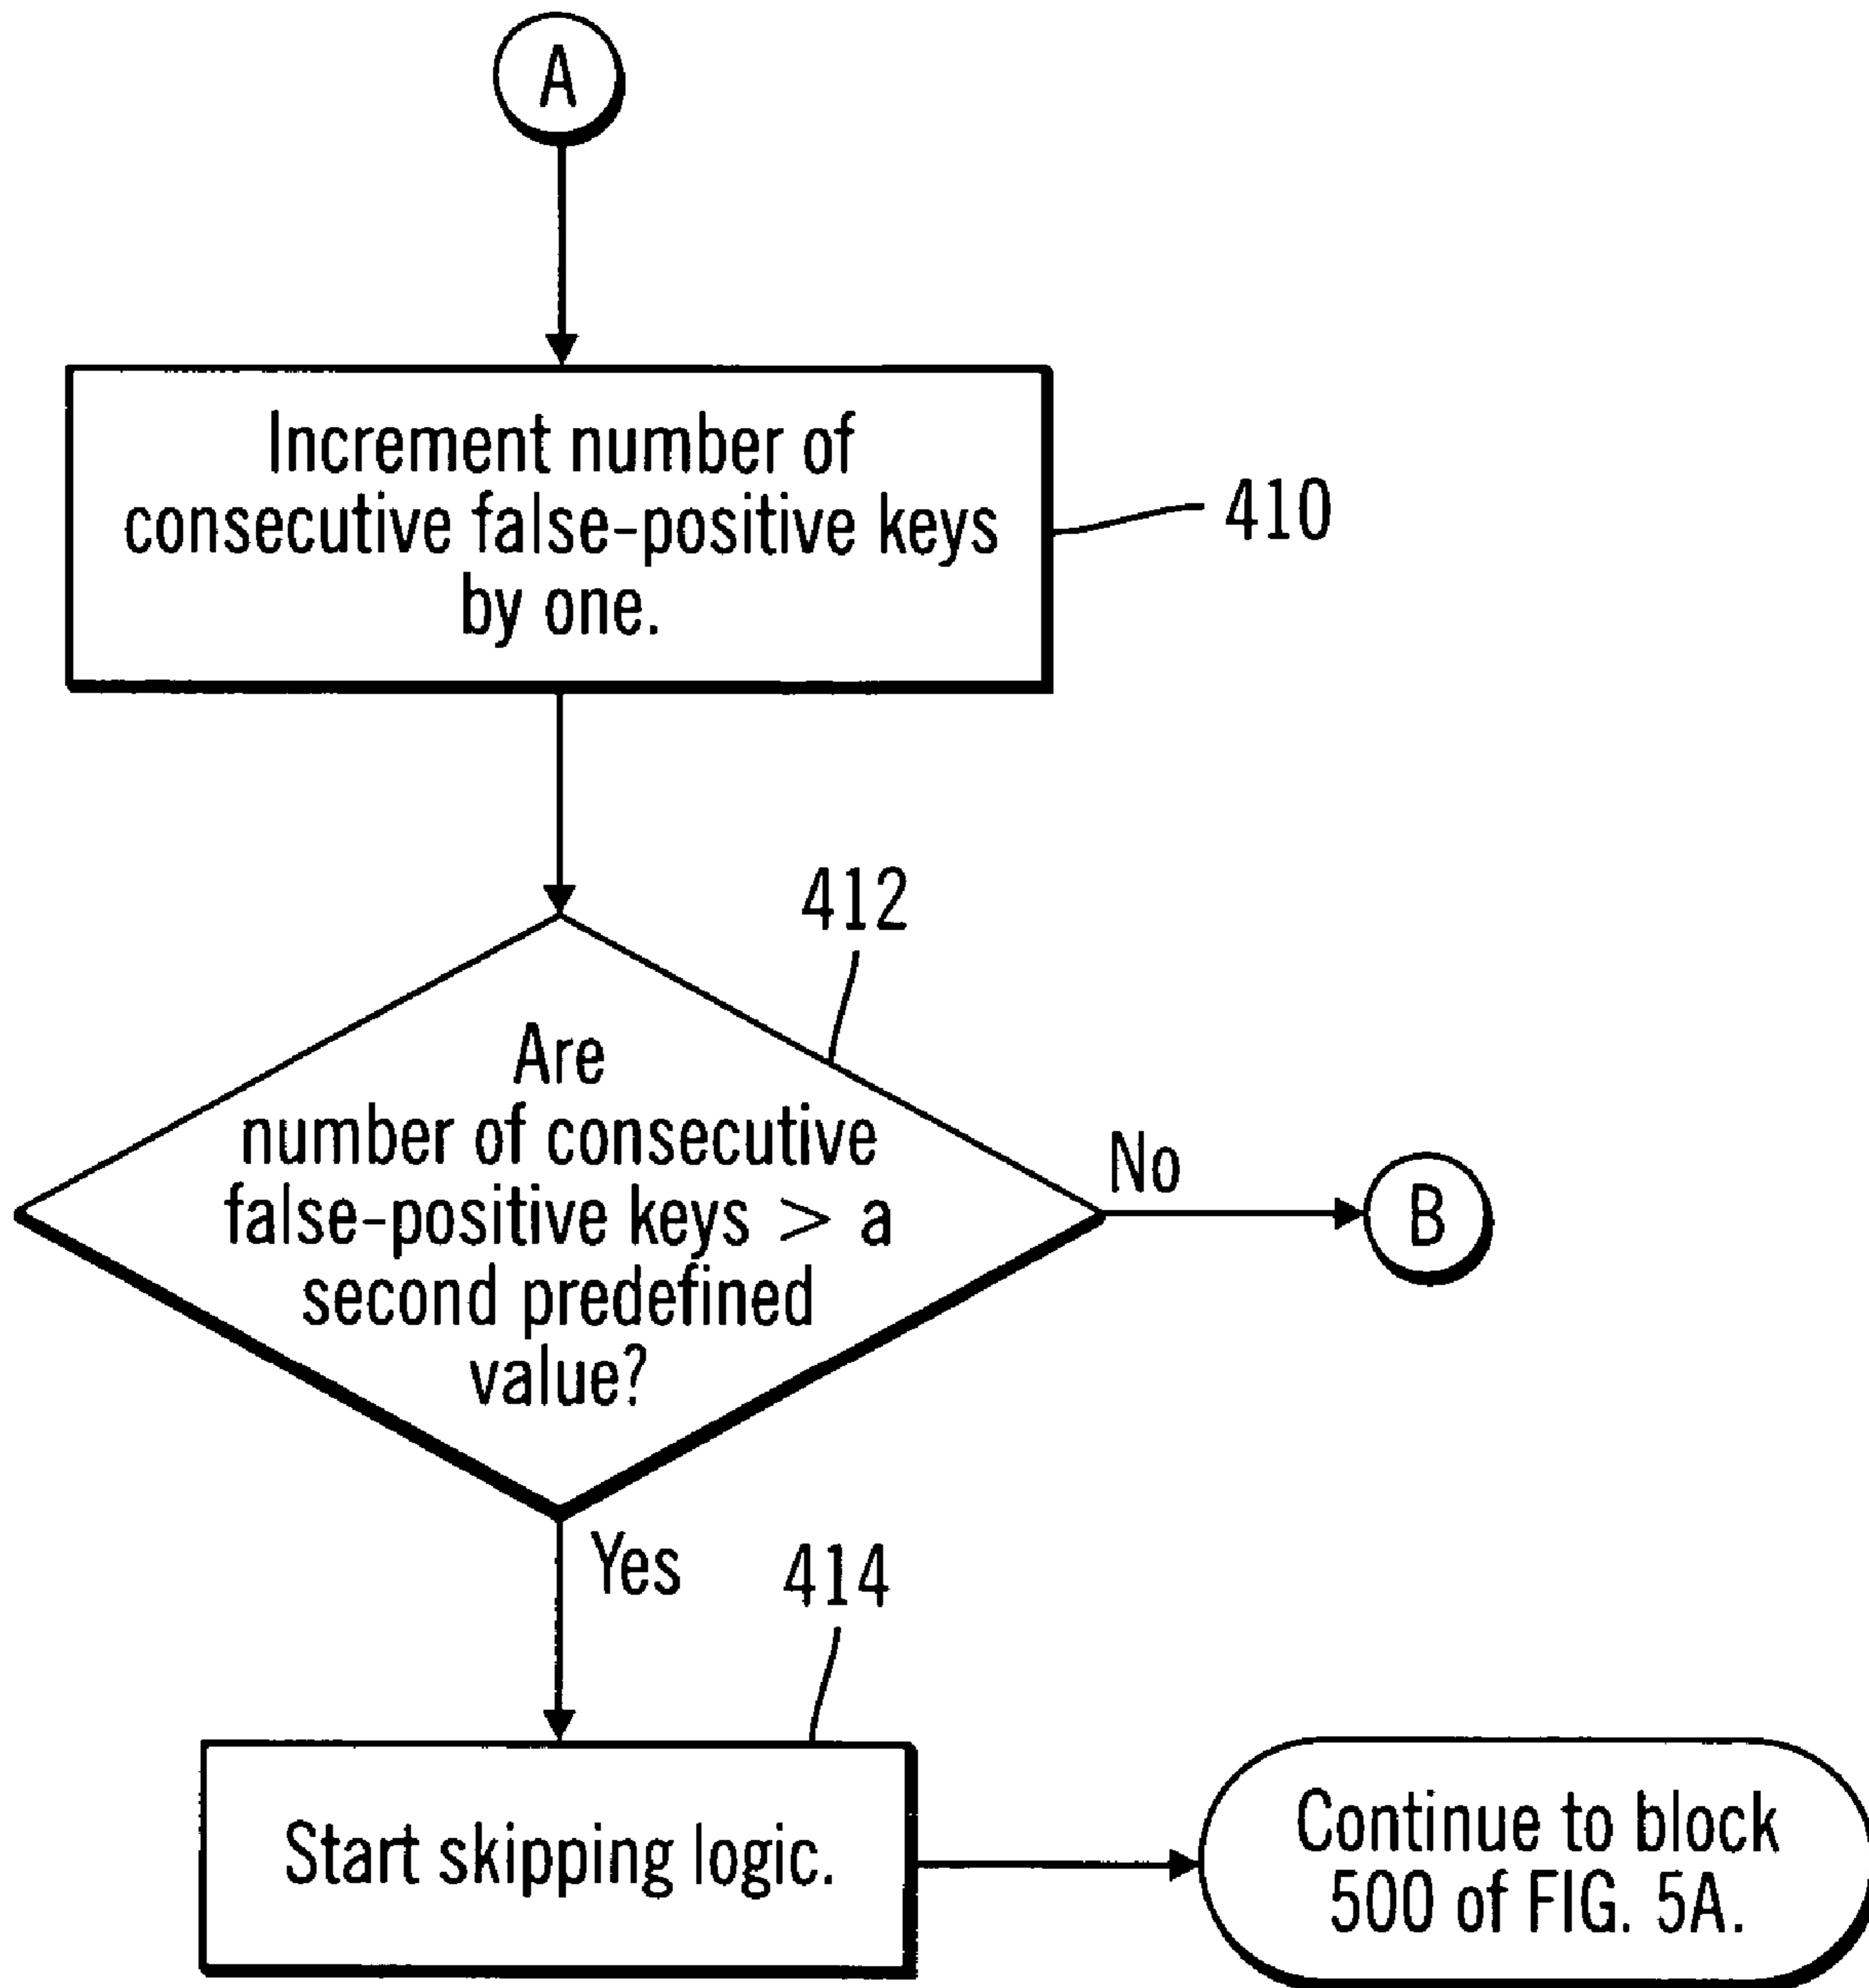 A
Increment number of
consecutive false-positive keys
by one.
410
412
Are
number of consecutive
false-positive keys > a
second predefined
value?
No
B
Yes
414
Start skipping logic.
Continue to block
500 of FIG. 5A.